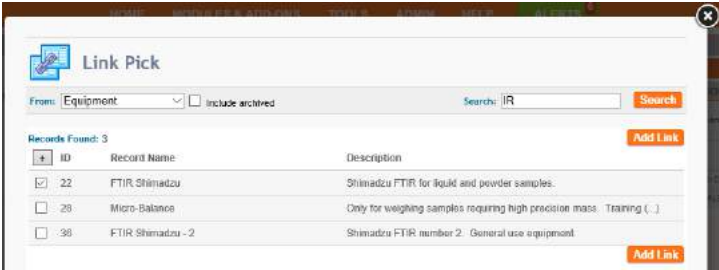 HOME MODULES & ADD-ONS TOOLS ADMIN HELP ALERTS
Link Pick
From: Equipment Include archived Search: IR Search
Records Found: 3 Add Link
+ ID Record Name Description
22 FTIR Shimadzu Shimadzu FTIR for liquid and powder samples.
28 Micro-Balance Only for weighing samples requiring high precision mass. Training (...)
36 FTIR Shimadzu - 2 Shimadzu FTIR number 2. General use equipment
Add Link